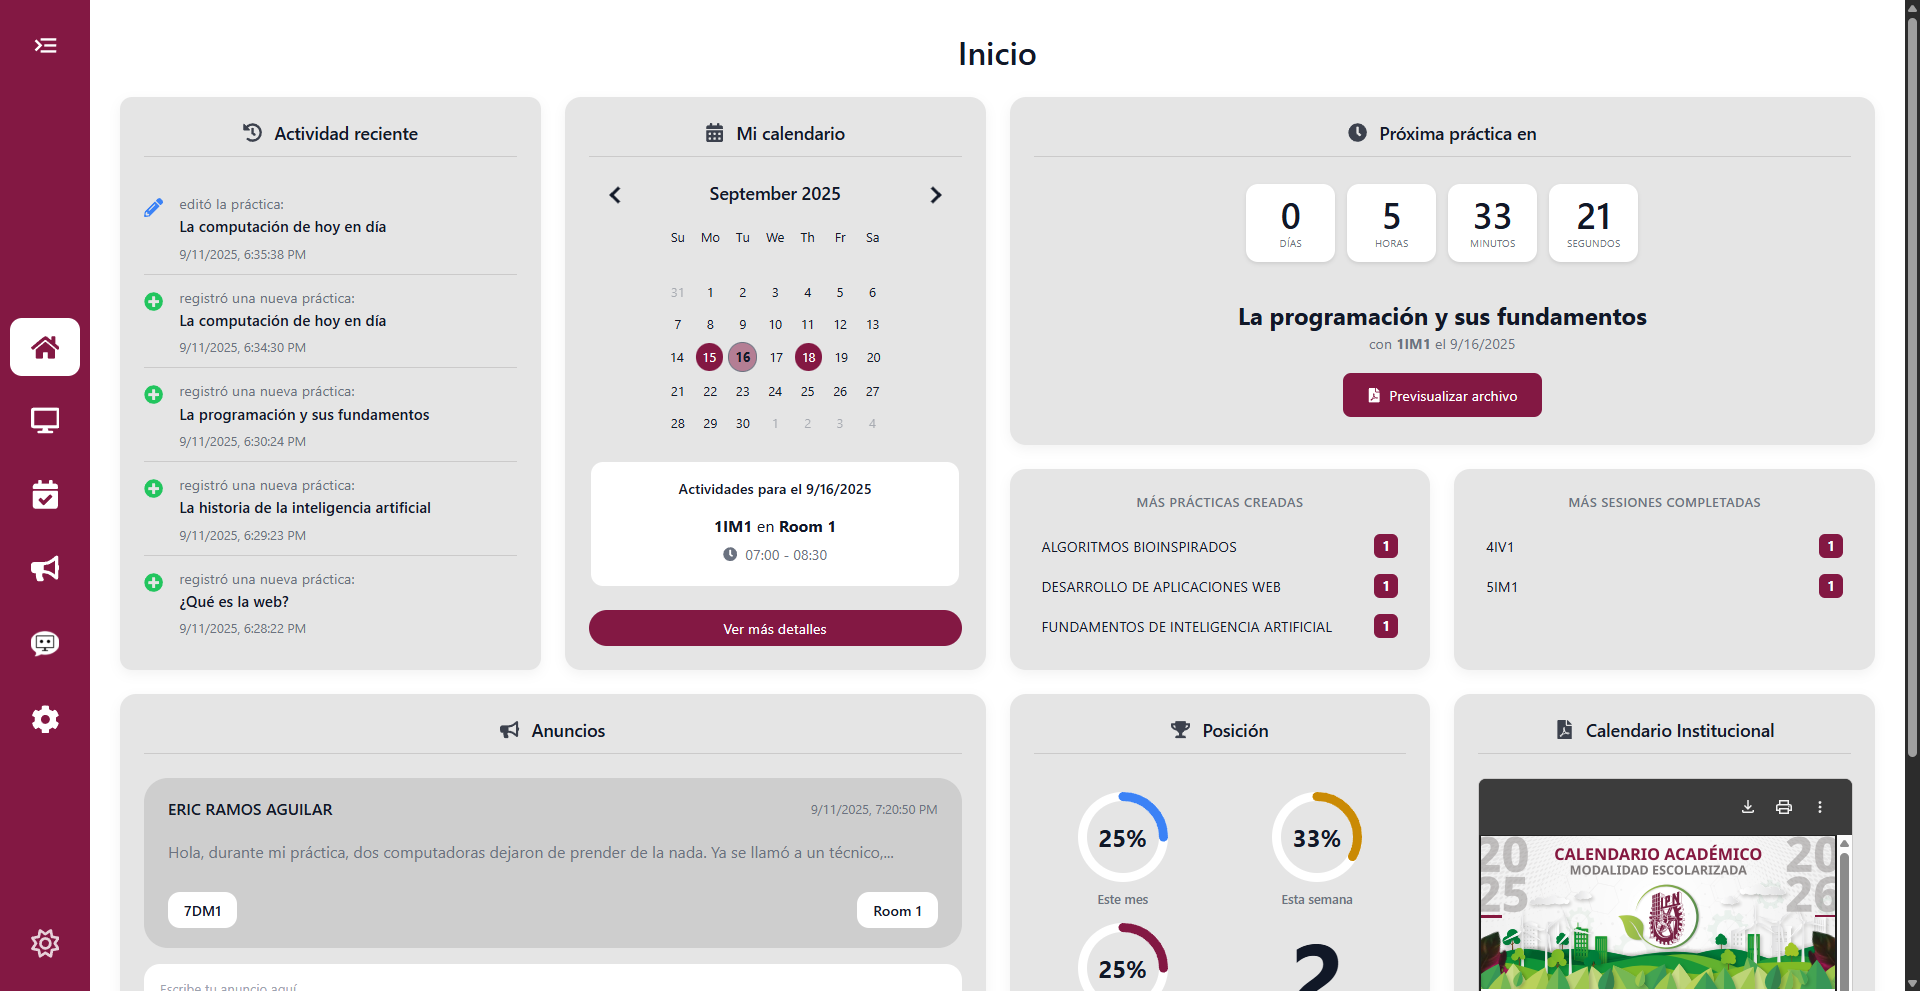 Inicio
Actividad reciente
editó la práctica:
La computación de hoy en día
9/11/2025, 6:35:38 PM
registró una nueva práctica:
La computación de hoy en día
9/11/2025, 6:34:30 PM
registró una nueva práctica:
La programación y sus fundamentos
9/11/2025, 6:30:24 PM
registró una nueva práctica:
La historia de la inteligencia artificial
9/11/2025, 6:29:23 PM
registró una nueva práctica:
¿Qué es la web?
9/11/2025, 6:28:22 PM
Mi calendario
September 2025
Su Mo Tu We Th Fr Sa
31 1 2 3 4 5 6
7 8 9 10 11 12 13
14 15 16 17 18 19 20
21 22 23 24 25 26 27
28 29 30 1 2 3 4
Actividades para el 9/16/2025
1IM1 en Room 1
07:00 - 08:30
Ver más detalles
Próxima práctica en
0 5 33 21
DÍAS HORAS MINUTOS SEGUNDOS
La programación y sus fundamentos
con 1IM1 el 9/16/2025
Previsualizar archivo
MÁS PRÁCTICAS CREADAS
ALGORITMOS BIOINSPIRADOS 1
DESARROLLO DE APLICACIONES WEB 1
FUNDAMENTOS DE INTELIGENCIA ARTIFICIAL 1
MÁS SESIONES COMPLETADAS
4IV1 1
5IM1 1
Anuncios
ERIC RAMOS AGUILAR 9/11/2025, 7:20:50 PM
Hola, durante mi práctica, dos computadoras dejaron de prender de la nada. Ya se llamó a un técnico,...
7DM1 Room 1
Escribe tu anuncio aquí
Posición
25% 33%
Este mes Esta semana
25% 2
Calendario Institucional
2025 CALENDARIO ACADÉMICO 2026
MODALIDAD ESCOLARIZADA
IPN